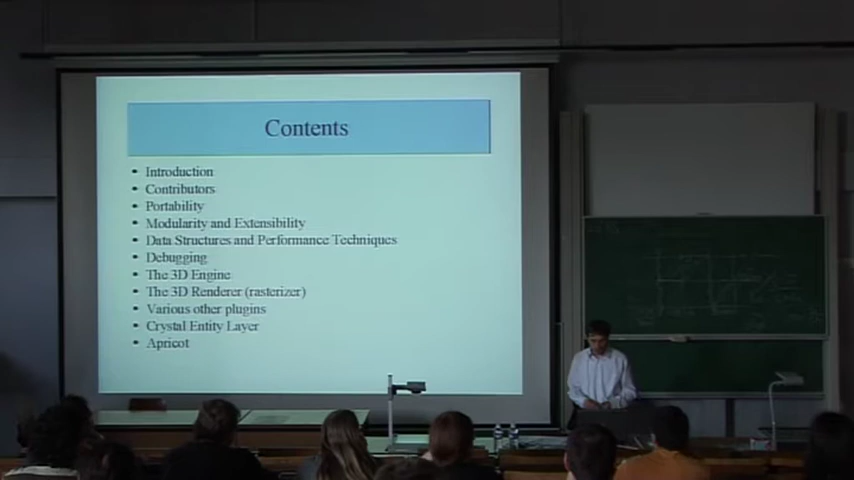 Contents
• Introduction
• Contributors
• Portability
• Modularity and Extensibility
• Data Structures and Performance Techniques
• Debugging
• The 3D Engine
• The 3D Renderer (rasterizer)
• Various other plugins
• Crystal Entity Layer
• Apricot